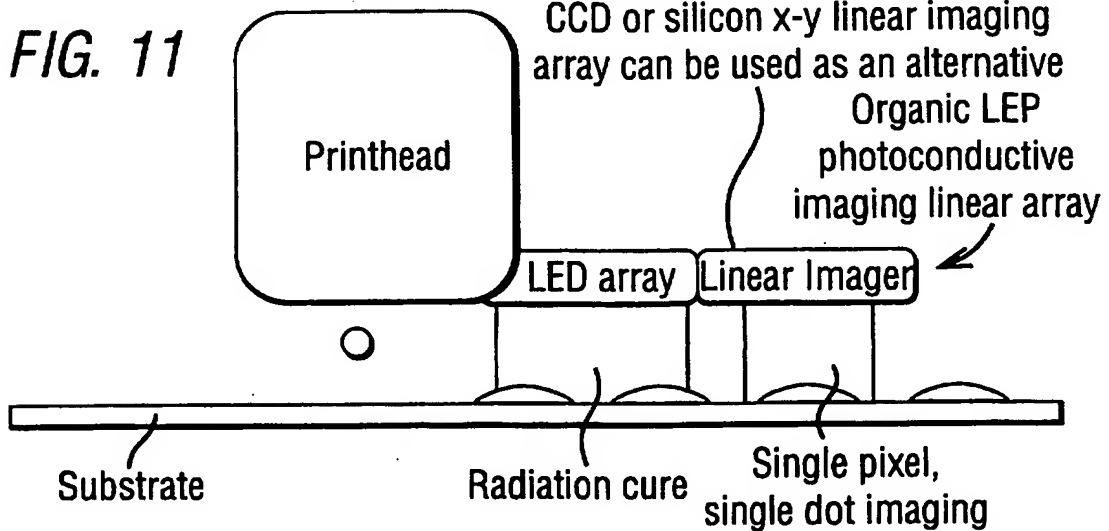 FIG. 11
CCD or silicon x-y linear imaging
array can be used as an alternative
Organic LEP
photoconductive
imaging linear array
Printhead
LED array
Linear Imager
Substrate
Radiation cure
Single pixel,
single dot imaging